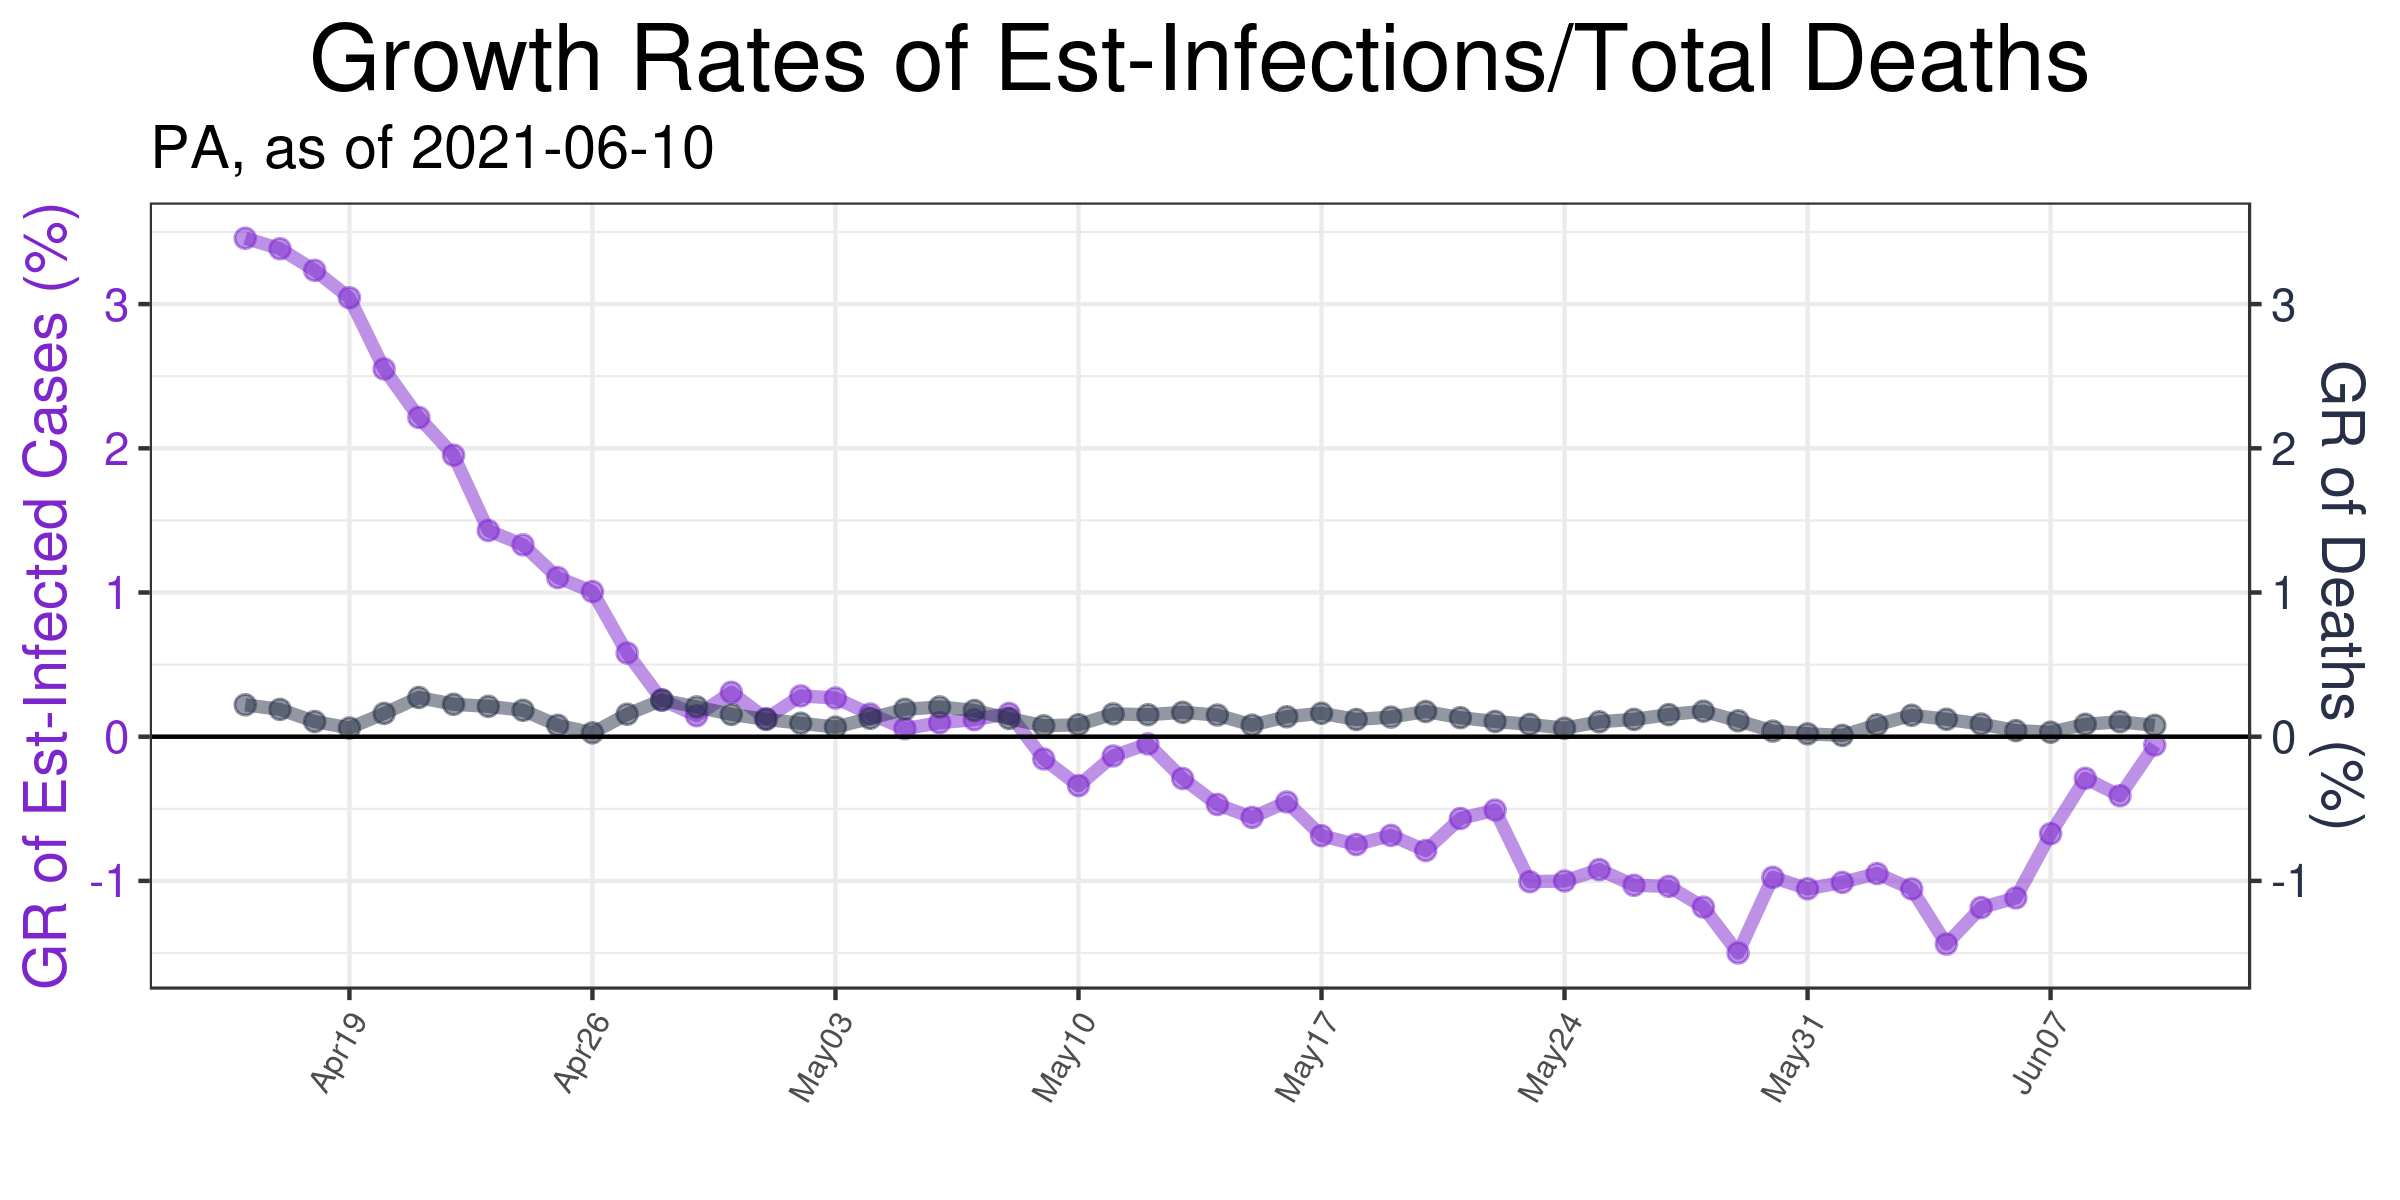 Growth Rates of Est-Infections/Total Deaths
PA, as of 2021-06-10
GR of Est-Infected Cases (%)
3
2
1
0
-1
3
2
1
0
-1
GR of Deaths (%)
Apr19
Apr26
May03
May10
May17
May24
May31
Jun07